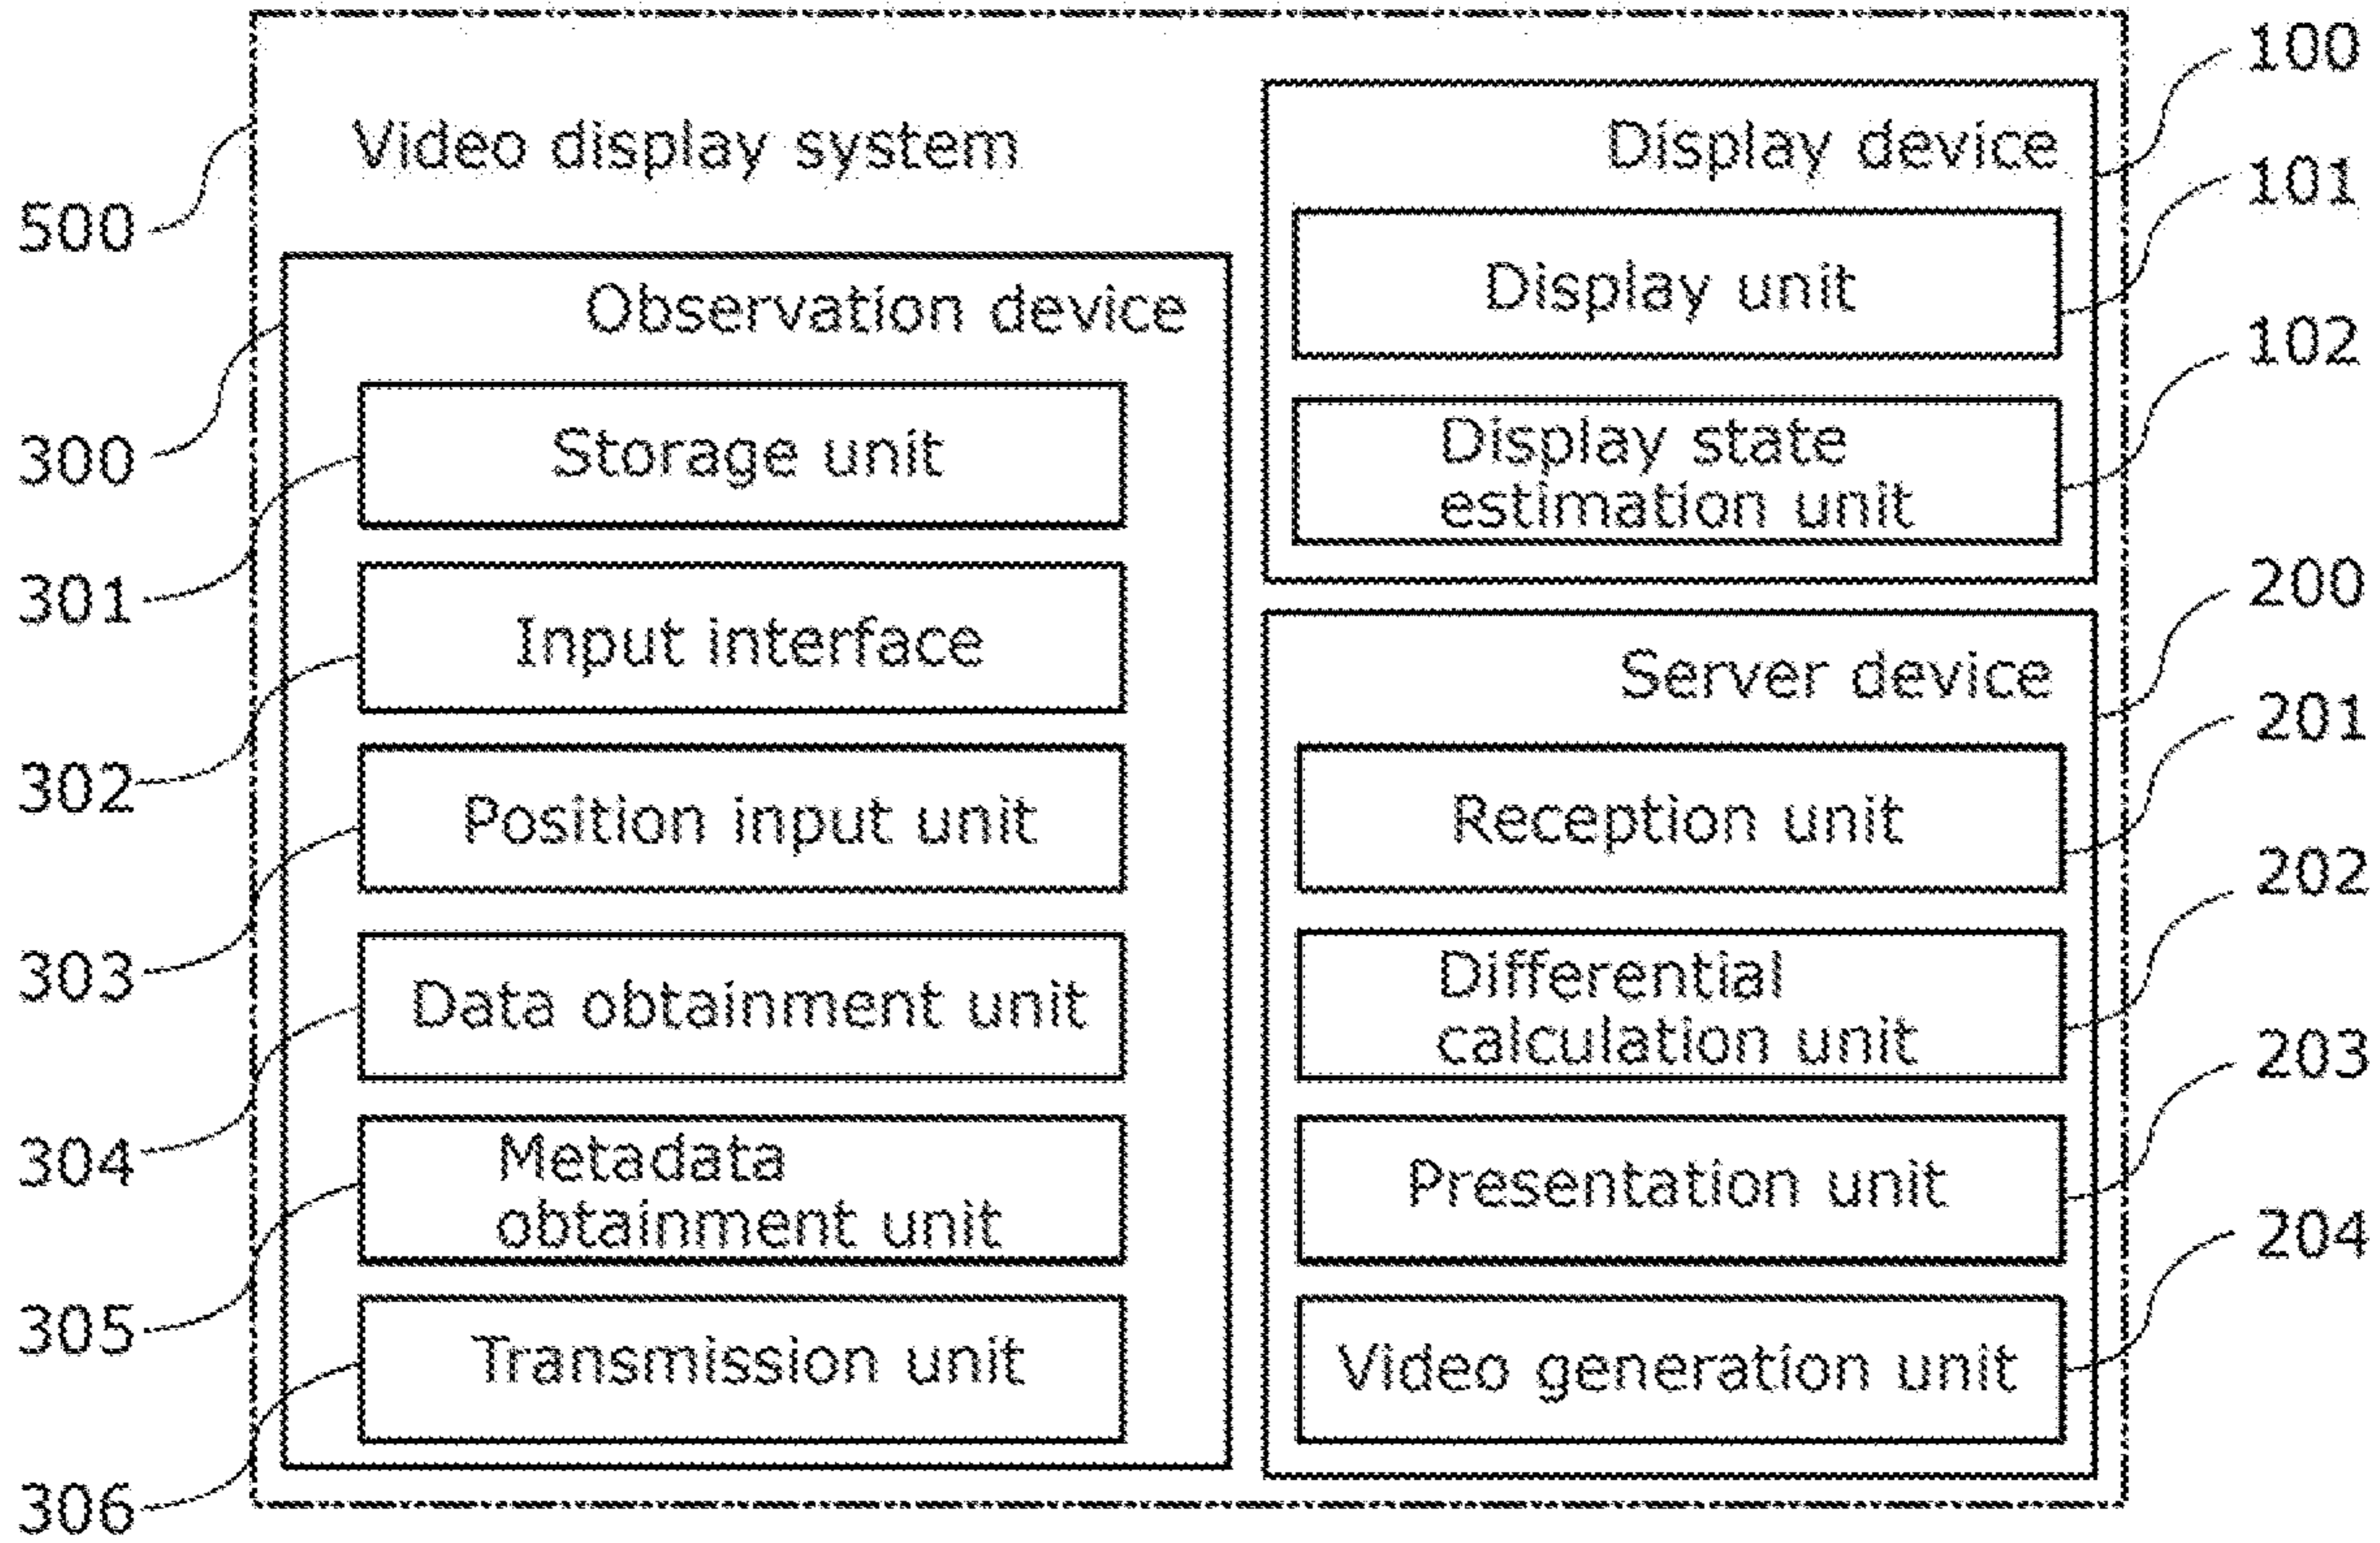 Video display system
500
Observation device
300
Storage unit
301
Input interface
302
Position input unit
303
Data obtainment unit
304
Metadata
obtainment unit
305
Transmission unit
306
Display device
100
Display unit
101
Display state
estimation unit
102
Server device
200
Reception unit
201
Differential
calculation unit
202
Presentation unit
203
Video generation unit
204